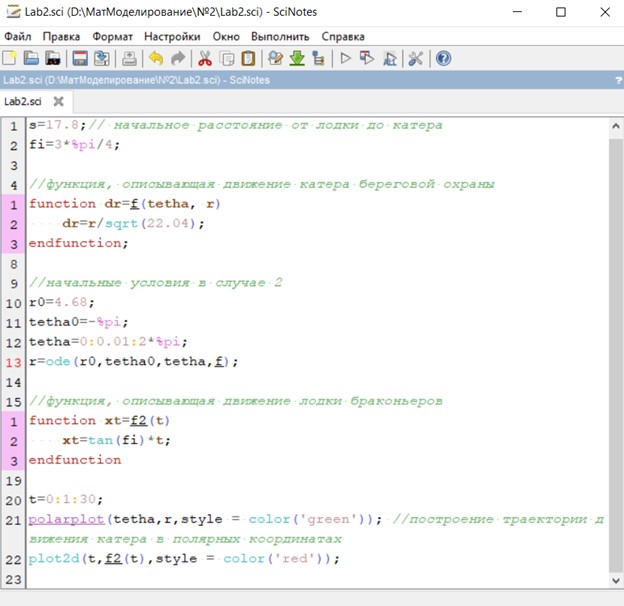 Lab2.sci (D:\МатМоделирование\№2\Lab2.sci) - SciNotes
Файл Правка Формат Настройки Окно Выполнить Справка
Lab2.sci (D:\МатМоделирование\№2\Lab2.sci) - SciNotes ?
Lab2.sci
1 s=17.8;// начальное расстояние от лодки до катера
2 fi=3*%pi/4;
3
4 //функция, описывающая движение катера береговой охраны
1 function dr=f(tetha, r)
2 dr=r/sqrt(22.04);
3 endfunction;
8
9 //начальные условия в случае 2
10 r0=4.68;
11 tetha0=-%pi;
12 tetha=0:0.01:2*%pi;
13 r=ode(r0,tetha0,tetha,f);
14
15 //функция, описывающая движение лодки браконьеров
1 function xt=f2(t)
2 xt=tan(fi)*t;
3 endfunction
19
20 t=0:1:30;
21 polarplot(tetha,r,style = color('green')); //построение траектории д
вижения катера в полярных координатах
22 plot2d(t,f2(t),style = color('red'));
23